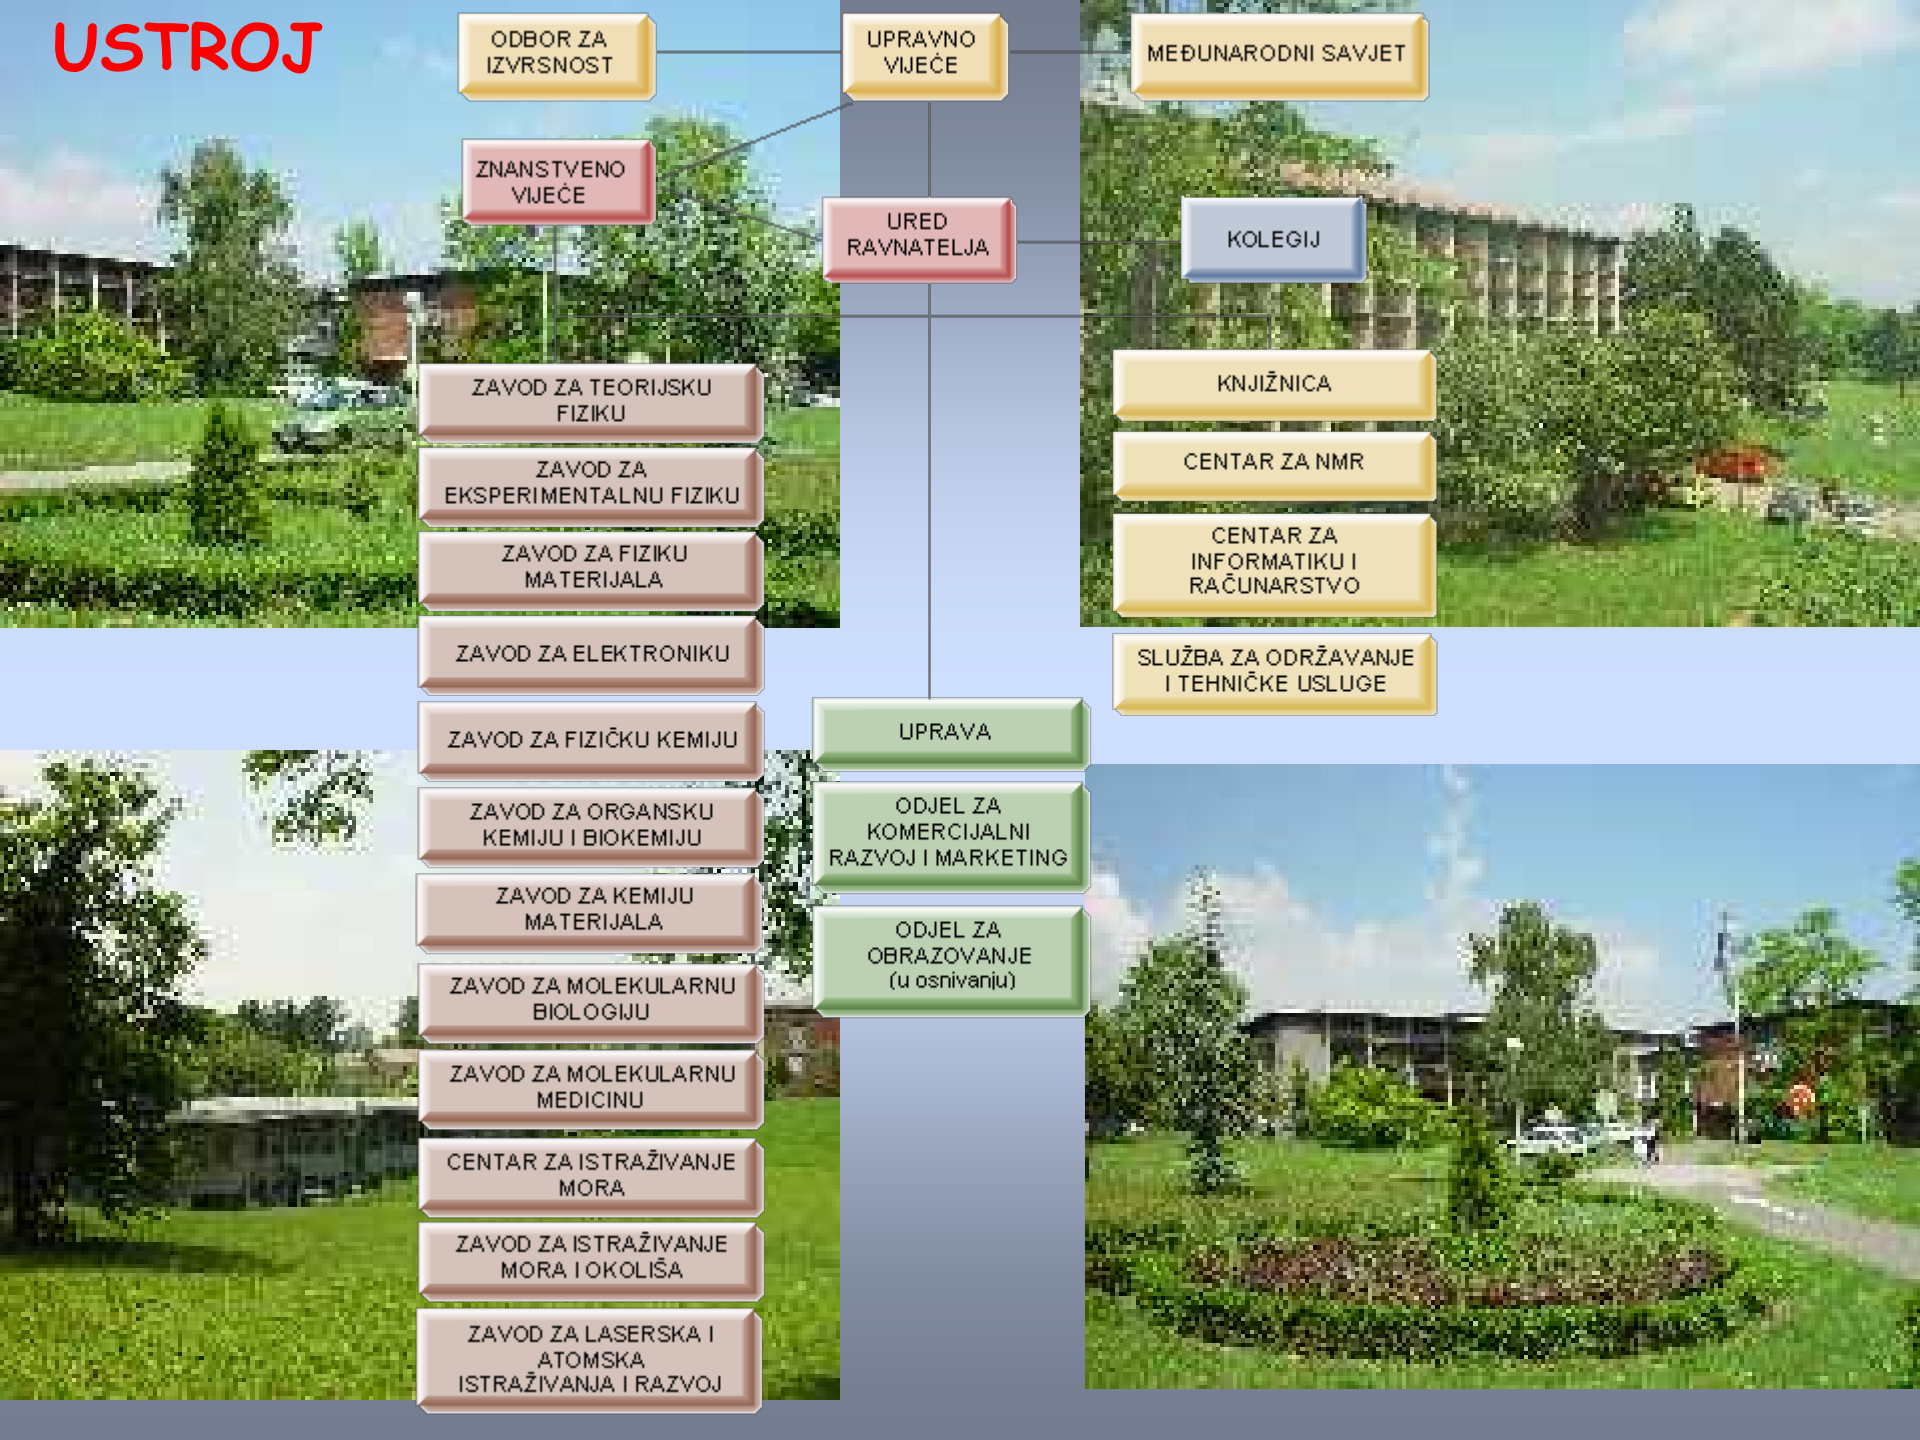 USTROJ
ODBOR ZA
IZVRSNOST
UPRAVNO
VIJEĆE
MEĐUNARODNI SAVJET
ZNANSTVENO
VIJEĆE
URED
RAVNATELJA
KOLEGIJ
ZAVOD ZA TEORIJSKU
FIZIKU
ZAVOD ZA
EKSPERIMENTALNU FIZIKU
ZAVOD ZA FIZIKU
MATERIJALA
ZAVOD ZA ELEKTRONIKU
ZAVOD ZA FIZIČKU KEMIJU
ZAVOD ZA ORGANSKU
KEMIJU I BIOKEMIJU
ZAVOD ZA KEMIJU
MATERIJALA
ZAVOD ZA MOLEKULARNU
BIOLOGIJU
ZAVOD ZA MOLEKULARNU
MEDICINU
CENTAR ZA ISTRAŽIVANJE
MORA
ZAVOD ZA ISTRAŽIVANJE
MORA I OKOLIŠA
ZAVOD ZA LASERSKA I
ATOMSKA
ISTRAŽIVANJA I RAZVOJ
UPRAVA
ODJEL ZA
KOMERCIJALNI
RAZVOJ I MARKETING
ODJEL ZA
OBRAZOVANJE
(u osnivanju)
KNJIŽNICA
CENTAR ZA NMR
CENTAR ZA
INFORMATIKU I
RAČUNARSTVO
SLUŽBA ZA ODRŽAVANJE
I TEHNIČKE USLUGE